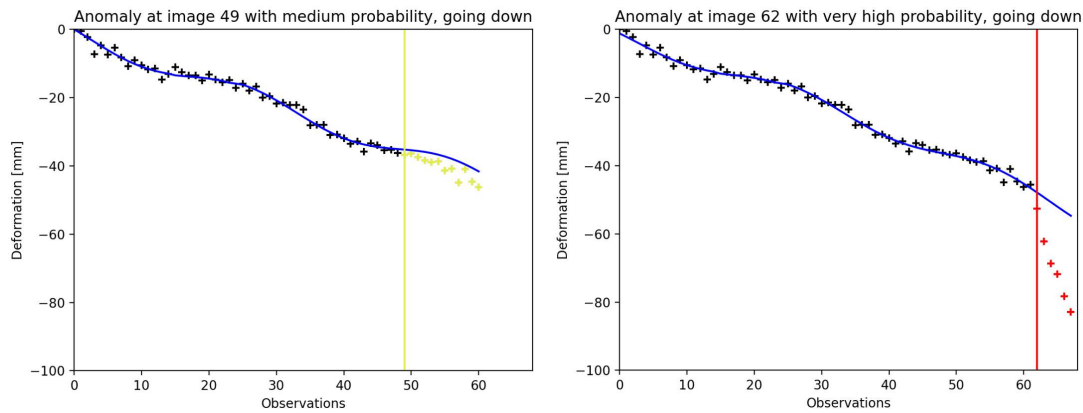 Anomaly at image 49 with medium probability, going down
0
−20
−40
−60
−80
−100
Deformation [mm]
0 10 20 30 40 50 60
Observations
Anomaly at image 62 with very high probability, going down
0
−20
−40
−60
−80
−100
Deformation [mm]
0 10 20 30 40 50 60
Observations